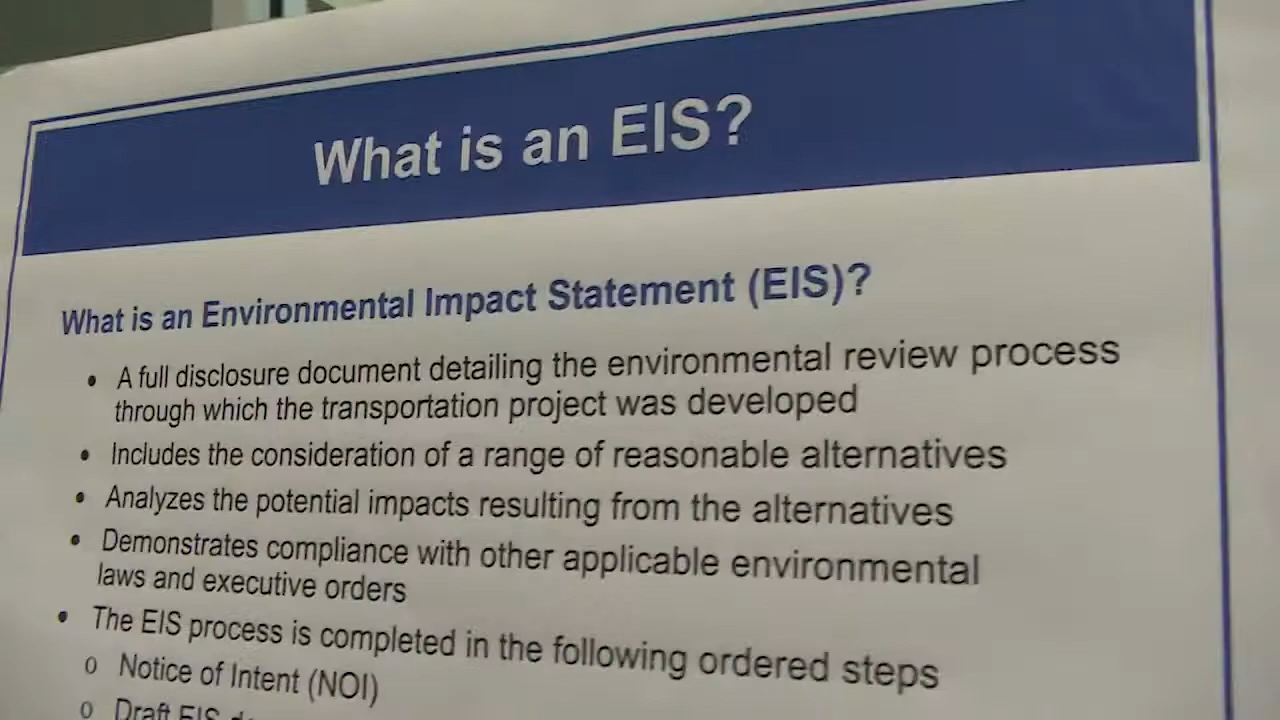 What is an EIS?
What is an Environmental Impact Statement (EIS)?
• A full disclosure document detailing the environmental review process
through which the transportation project was developed
• Includes the consideration of a range of reasonable alternatives
• Analyzes the potential impacts resulting from the alternatives
• Demonstrates compliance with other applicable environmental
laws and executive orders
• The EIS process is completed in the following ordered steps
o Notice of Intent (NOI)
o Draft EIS